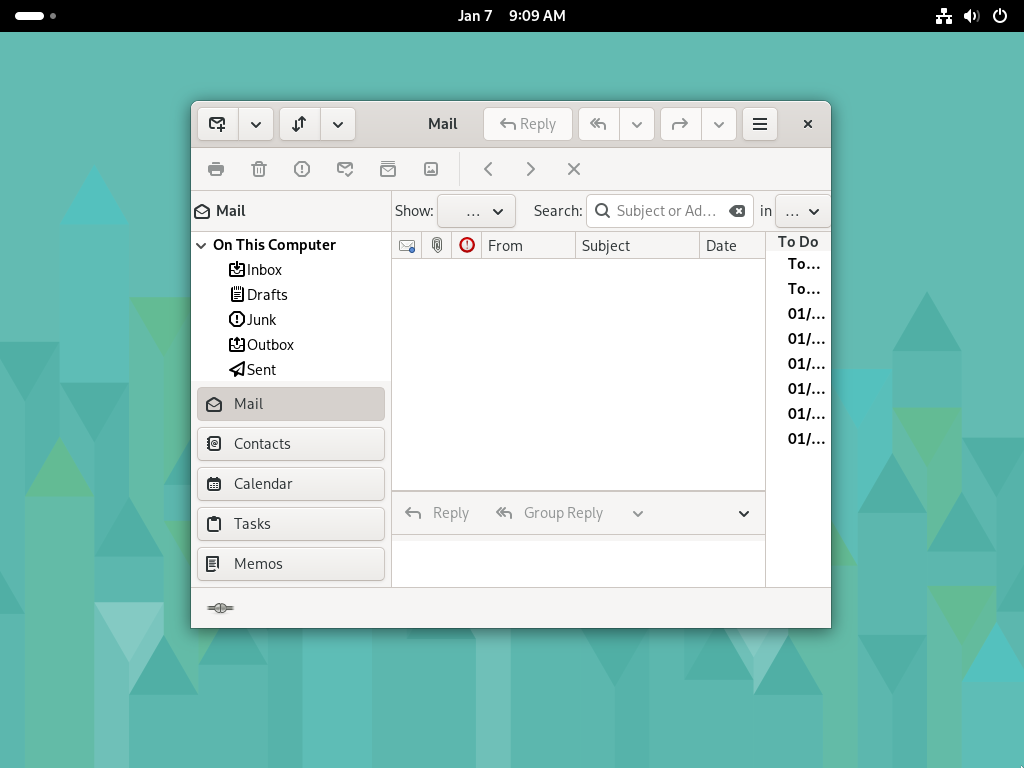 Jan 7 9:09 AM
Mail Reply
Mail Show: ... Search: Subject or Ad... in ...
On This Computer From Subject Date To Do
Inbox
Drafts
Junk
Outbox
Sent
To...
To...
01/...
01/...
01/...
01/...
01/...
01/...
Mail
Contacts
Calendar
Tasks
Memos
Reply Group Reply